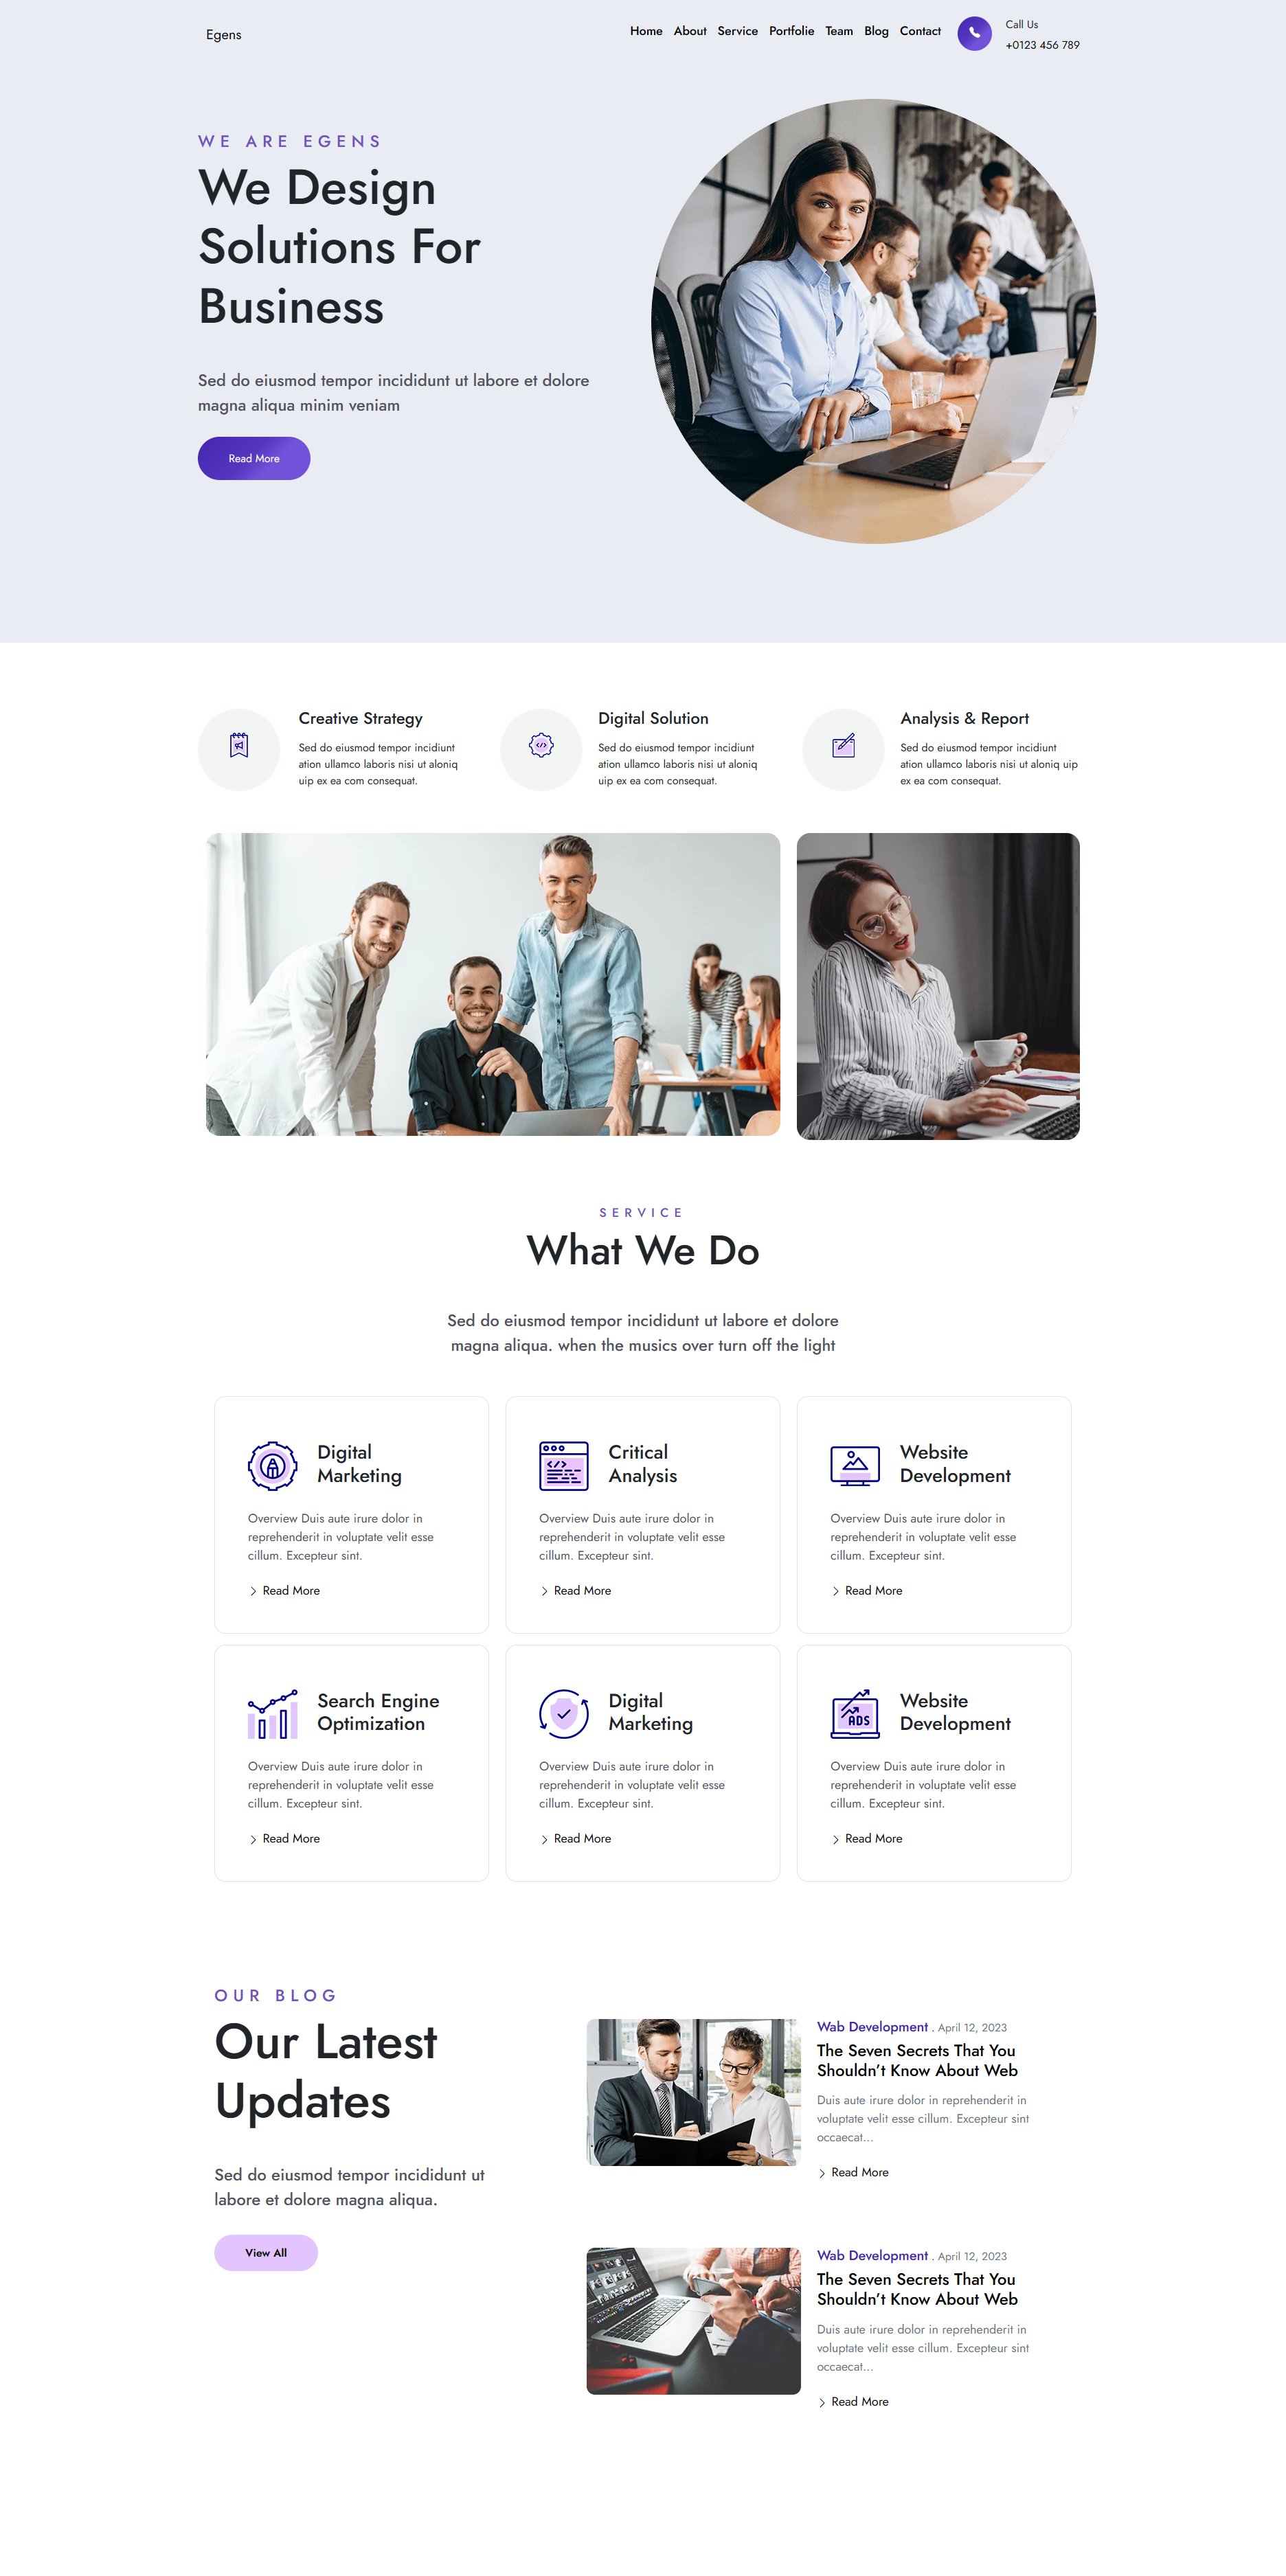 Egens
Home About Service Portfolie Team Blog Contact
Call Us
+0123 456 789
WE ARE EGENS
We Design
Solutions For
Business
Sed do eiusmod tempor incididunt ut labore et dolore
magna aliqua minim veniam
Read More
Creative Strategy
Sed do eiusmod tempor incidiunt
ation ullamco laboris nisi ut aloniq
uip ex ea com consequat.
Digital Solution
Sed do eiusmod tempor incidiunt
ation ullamco laboris nisi ut aloniq
uip ex ea com consequat.
Analysis & Report
Sed do eiusmod tempor incidiunt
ation ullamco laboris nisi ut aloniq uip
ex ea com consequat.
SERVICE
What We Do
Sed do eiusmod tempor incididunt ut labore et dolore
magna aliqua. when the musics over turn off the light
Digital
Marketing
Overview Duis aute irure dolor in
reprehenderit in voluptate velit esse
cillum. Excepteur sint.
Read More
Critical
Analysis
Overview Duis aute irure dolor in
reprehenderit in voluptate velit esse
cillum. Excepteur sint.
Read More
Website
Development
Overview Duis aute irure dolor in
reprehenderit in voluptate velit esse
cillum. Excepteur sint.
Read More
Search Engine
Optimization
Overview Duis aute irure dolor in
reprehenderit in voluptate velit esse
cillum. Excepteur sint.
Read More
Digital
Marketing
Overview Duis aute irure dolor in
reprehenderit in voluptate velit esse
cillum. Excepteur sint.
Read More
ADS
Website
Development
Overview Duis aute irure dolor in
reprehenderit in voluptate velit esse
cillum. Excepteur sint.
Read More
OUR BLOG
Our Latest
Updates
Sed do eiusmod tempor incididunt ut
labore et dolore magna aliqua.
View All
Wab Development . April 12, 2023
The Seven Secrets That You
Shouldn’t Know About Web
Duis aute irure dolor in reprehenderit in
voluptate velit esse cillum. Excepteur sint
occaecat...
Read More
Wab Development . April 12, 2023
The Seven Secrets That You
Shouldn’t Know About Web
Duis aute irure dolor in reprehenderit in
voluptate velit esse cillum. Excepteur sint
occaecat...
Read More